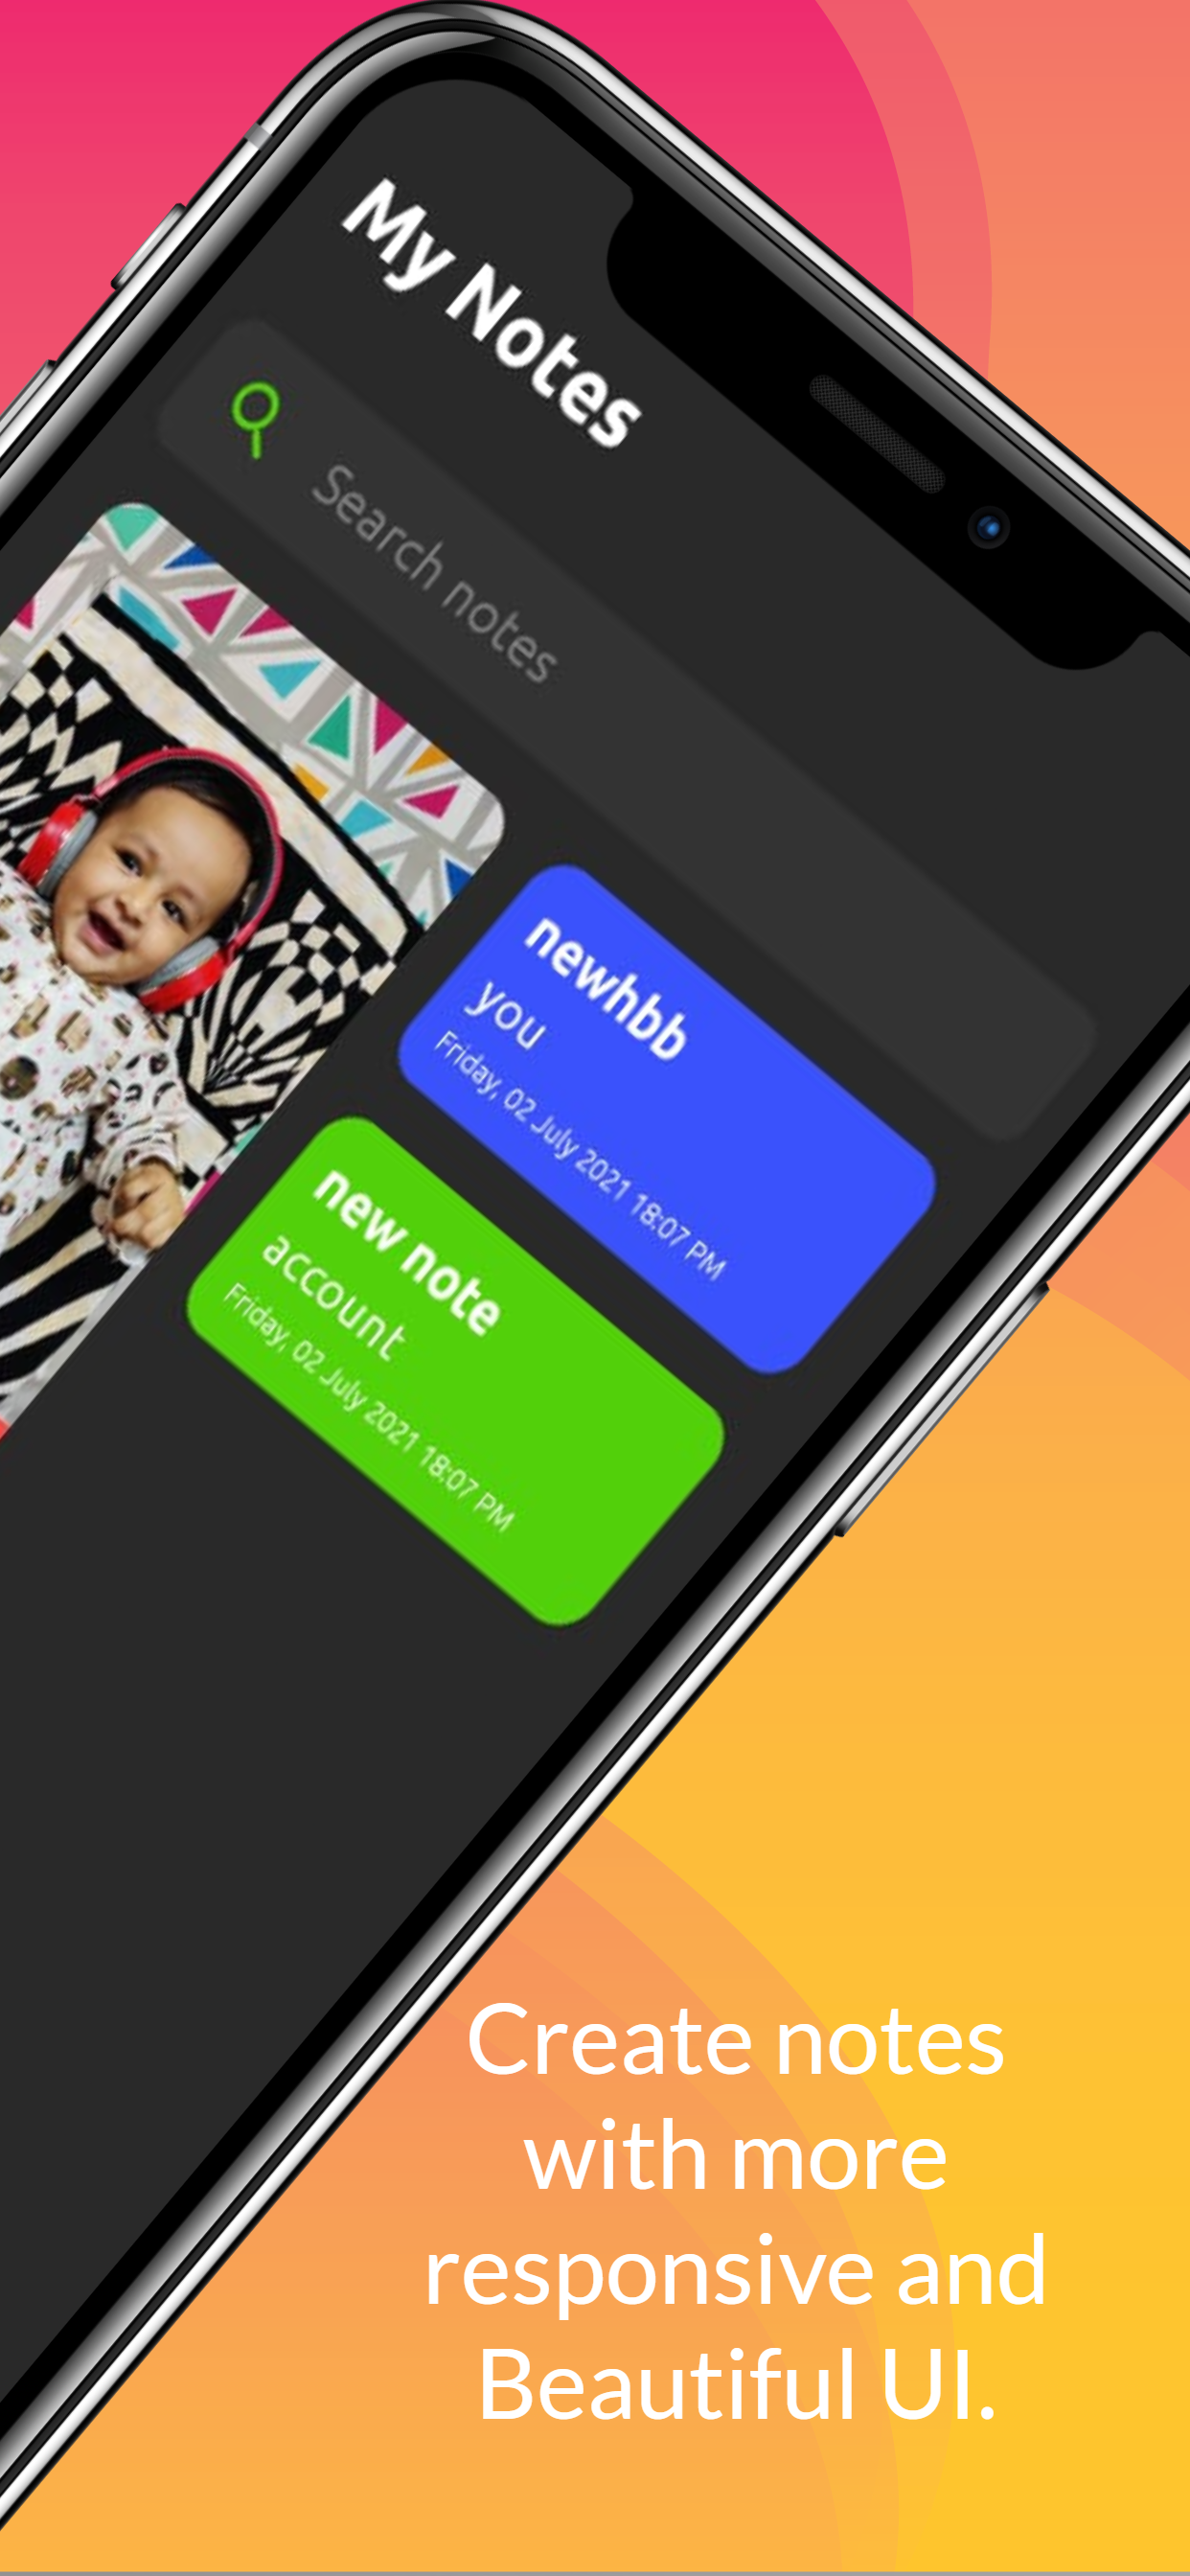 My Notes
Search notes
newhbb
you
Friday, 02 July 2021 18:07 PM
new note
account
Friday, 02 July 2021 18:07 PM
Create notes
with more
responsive and
Beautiful UI.